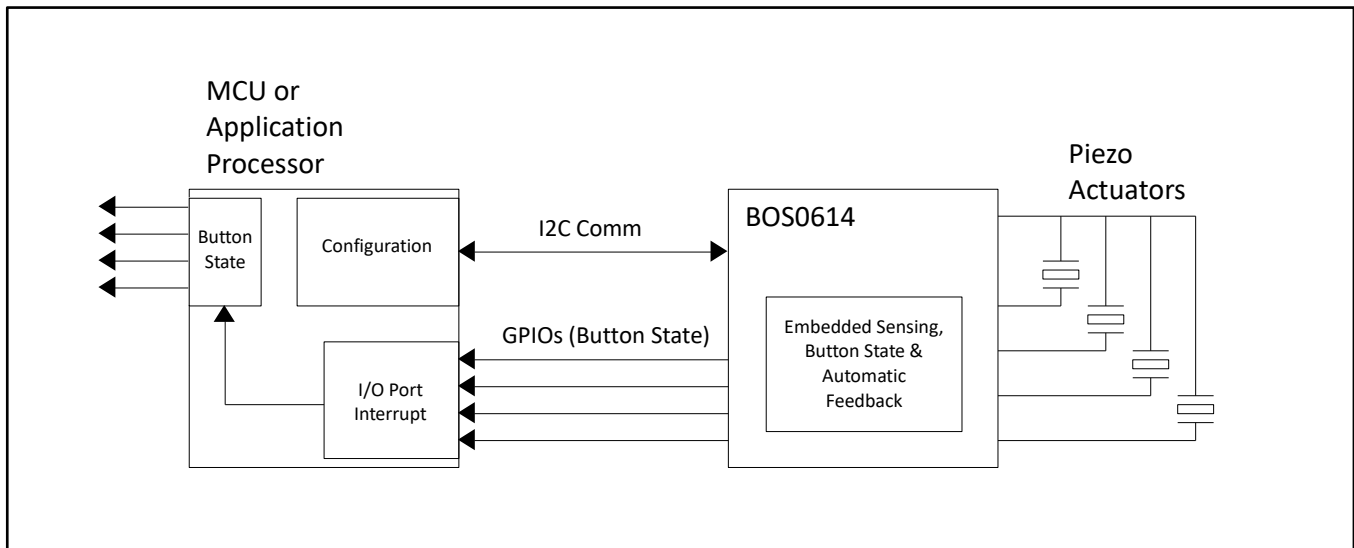 MCU or
Application
Processor
Piezo
Actuators
BOS0614
I2C Comm
Button
State
Configuration
Embedded Sensing,
Button State &
Automatic
Feedback
GPIOs (Button State)
I/O Port
Interrupt